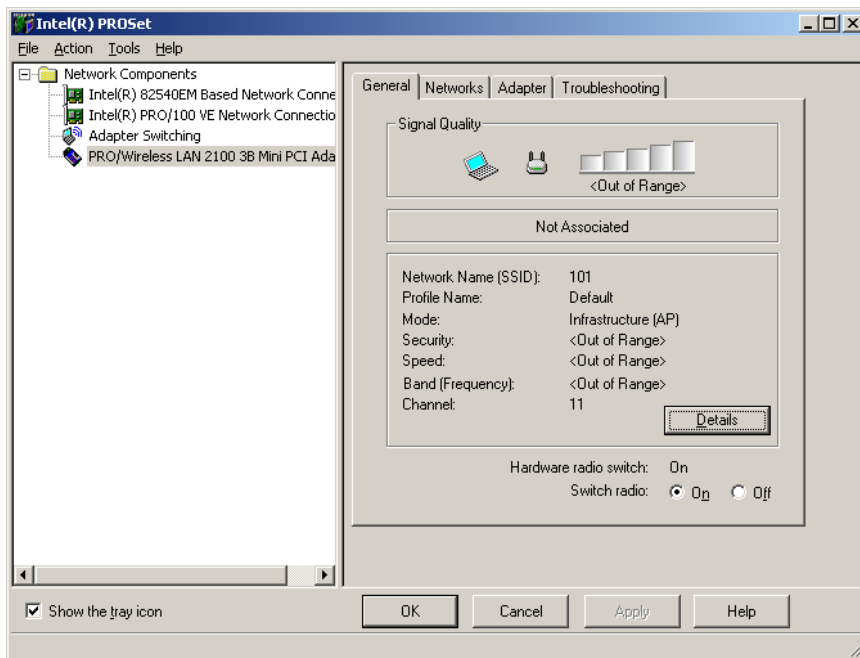 Intel(R) PROSet
File Action Tools Help
Network Components
Intel(R) 82540EM Based Network Conne
Intel(R) PRO/100 VE Network Connectio
Adapter Switching
PRO/Wireless LAN 2100 3B Mini PCI Ada
General Networks Adapter Troubleshooting
Signal Quality
<Out of Range>
Not Associated
Network Name (SSID): 101
Profile Name: Default
Mode: Infrastructure (AP)
Security: <Out of Range>
Speed: <Out of Range>
Band (Frequency): <Out of Range>
Channel: 11
Details
Hardware radio switch: On
Switch radio: On Off
Show the tray icon
OK Cancel Apply Help